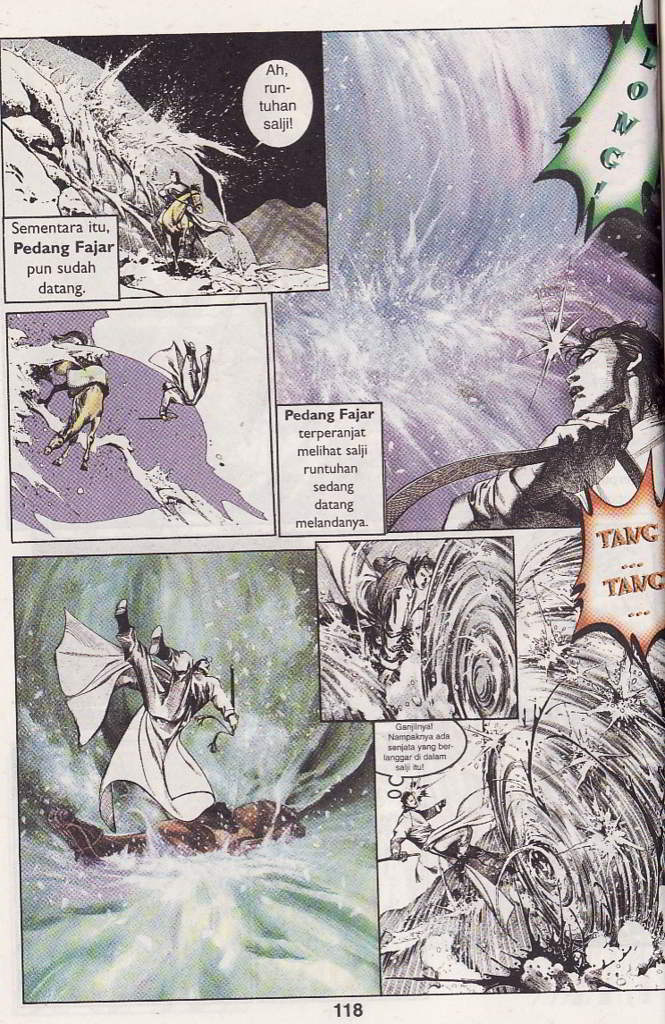 Ah,
run-
tuhan
salji!
Sementara itu,
Pedang Fajar
pun sudah
datang.
LONG!
Pedang Fajar
terperanjat
melihat salji
runtuhan
sedang
datang
melandanya.
TANG
...
TANG
...
Ganjilnya!
Nampaknya ada
senjata yang ber-
langgar di dalam
salji itu!
118